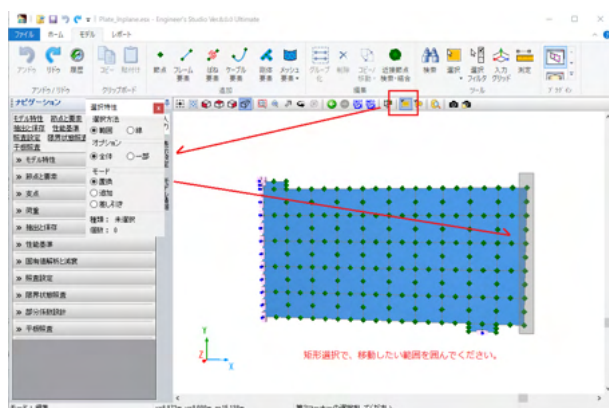 Plate_Inplane.ess - Engineer's Studio Ver.8.0.0 Ultimate
ファイル ホーム モデル レポート
アンドゥ リドゥ 履歴 コピー 貼付け 節点 フレーム要素 ばね要素 ケーブル要素 剛体要素 メッシュ要素 グループ化 削除 コピー/移動 近接節点検索・結合 検索 選択 選択フィルタ 入力グリッド 測定
アンドゥ/リドゥ クリップボード 追加 編集 ツール
ナビゲーション
選択特性
モデル特性 節点と要素
選択方法
抽出と保存 性能基準
範囲 線
照査設定 限界状態照査
オプション
平板照査
全体 一部
モデル特性
モード
節点と要素
置換
支点
追加
荷重
差し引き
種類： 未選択
抽出と保存
個数： 0
性能基準
固有値解析と減衰
照査設定
限界状態照査
部分係数設計
平板照査
Y
Z
X
矩形選択で、移動したい範囲を囲んでください。